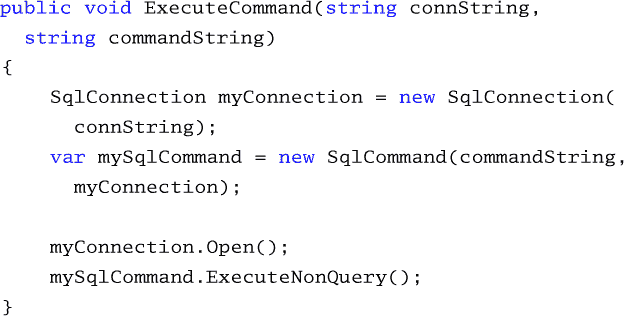 public void ExecuteCommand(string connString,
  string commandString)
{
    SqlConnection myConnection = new SqlConnection(
      connString);
    var mySqlCommand = new SqlCommand(commandString,
      myConnection);

    myConnection.Open();
    mySqlCommand.ExecuteNonQuery();
}